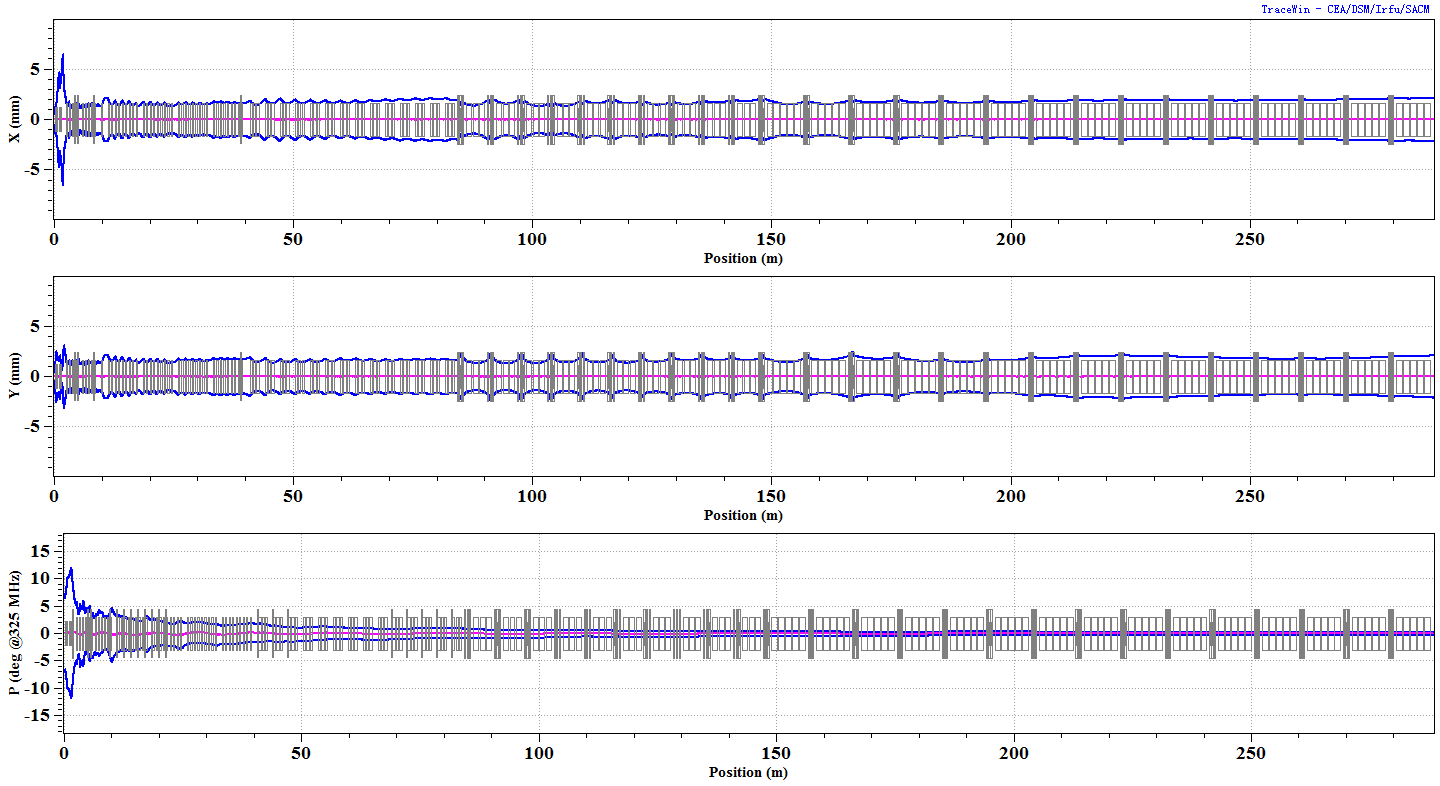 TraceWin - CEA/DSM/Irfu/SACM
5
0
-5
X (mm)
0 50 100 150 200 250
Position (m)
5
0
-5
Y (mm)
0 50 100 150 200 250
Position (m)
15
10
5
0
-5
-10
-15
P (deg @325 MHz)
0 50 100 150 200 250
Position (m)